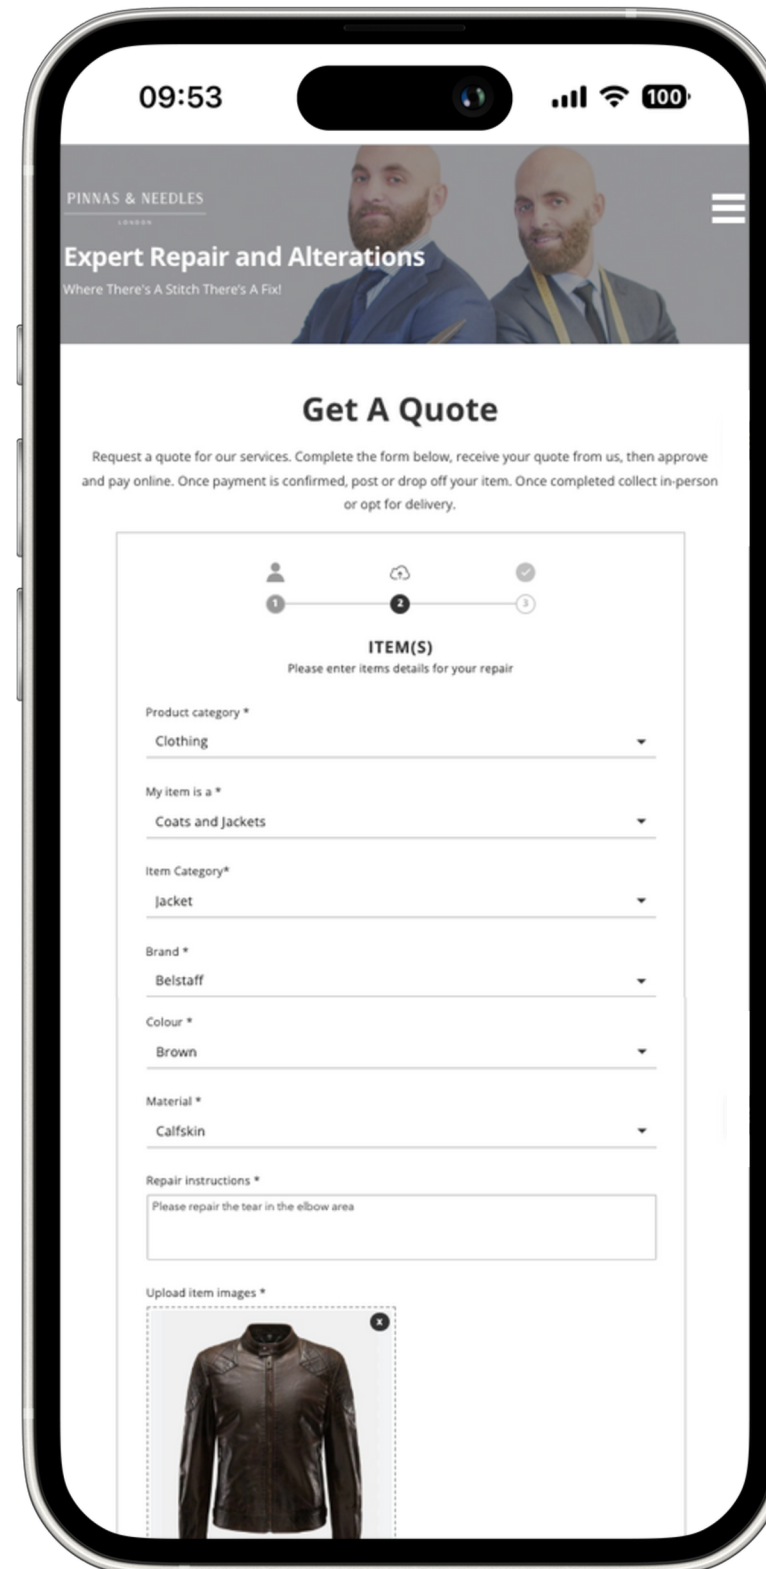 09:53
100
PINNAS & NEEDLES
LONDON
Expert Repair and Alterations
Where There's A Stitch There's A Fix!
Get A Quote
Request a quote for our services. Complete the form below, receive your quote from us, then approve
and pay online. Once payment is confirmed, post or drop off your item. Once completed collect in-person
or opt for delivery.
1
2
3
ITEM(S)
Please enter items details for your repair
Product category *
Clothing
My item is a *
Coats and Jackets
Item Category*
Jacket
Brand *
Belstaff
Colour *
Brown
Material *
Calfskin
Repair instructions *
Please repair the tear in the elbow area
Upload item images *
x